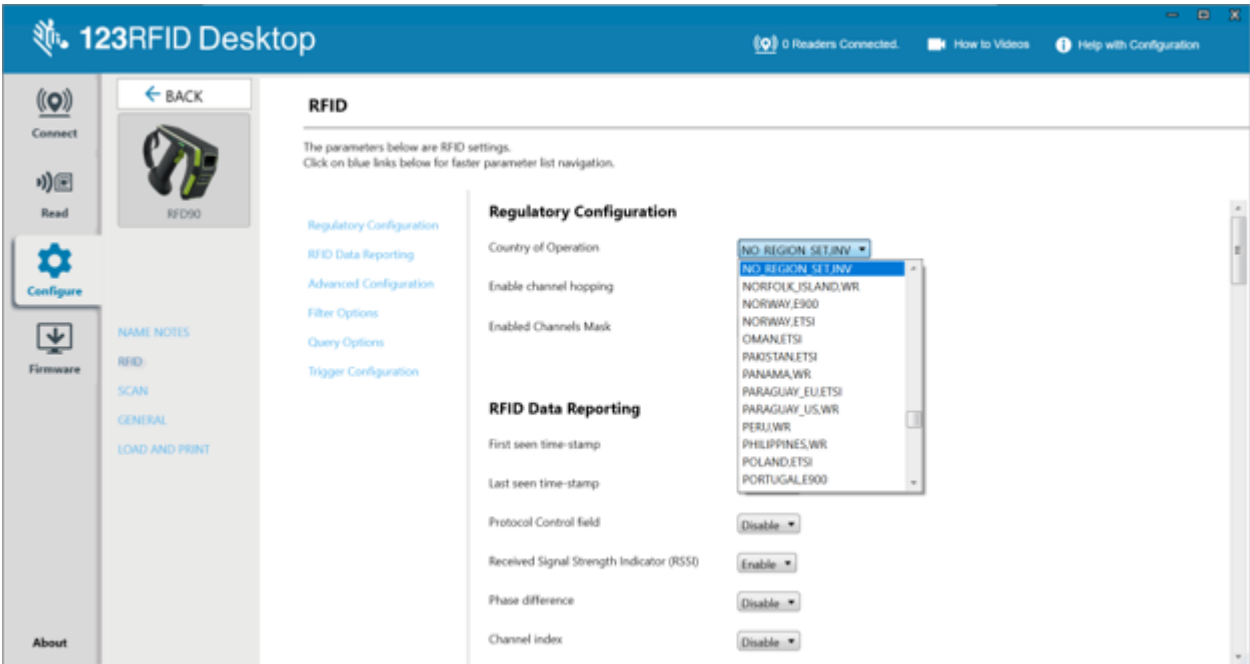 123RFID Desktop
0 Readers Connected.
How to Videos
Help with Configuration
Connect
Read
Configure
Firmware
About
BACK
RFD90
NAME NOTES
RFID
SCAN
GENERAL
LOAD AND PRINT
RFID
The parameters below are RFID settings.
Click on blue links below for faster parameter list navigation.
Regulatory Configuration
RFID Data Reporting
Advanced Configuration
Filter Options
Query Options
Trigger Configuration
Regulatory Configuration
Country of Operation
NO_REGION_SET,INV
NO_REGION_SET,INV
NORFOLK_ISLAND,WR
NORWAY,E900
NORWAY,ETSI
OMAN,ETSI
PAKISTAN,ETSI
PANAMA,WR
PARAGUAY_EU,ETSI
PARAGUAY_US,WR
PERU,WR
PHILIPPINES,WR
POLAND,ETSI
PORTUGAL,E900
Enable channel hopping
Enabled Channels Mask
RFID Data Reporting
First seen time-stamp
Last seen time-stamp
Protocol Control field
Disable
Received Signal Strength Indicator (RSSI)
Enable
Phase difference
Disable
Channel index
Disable